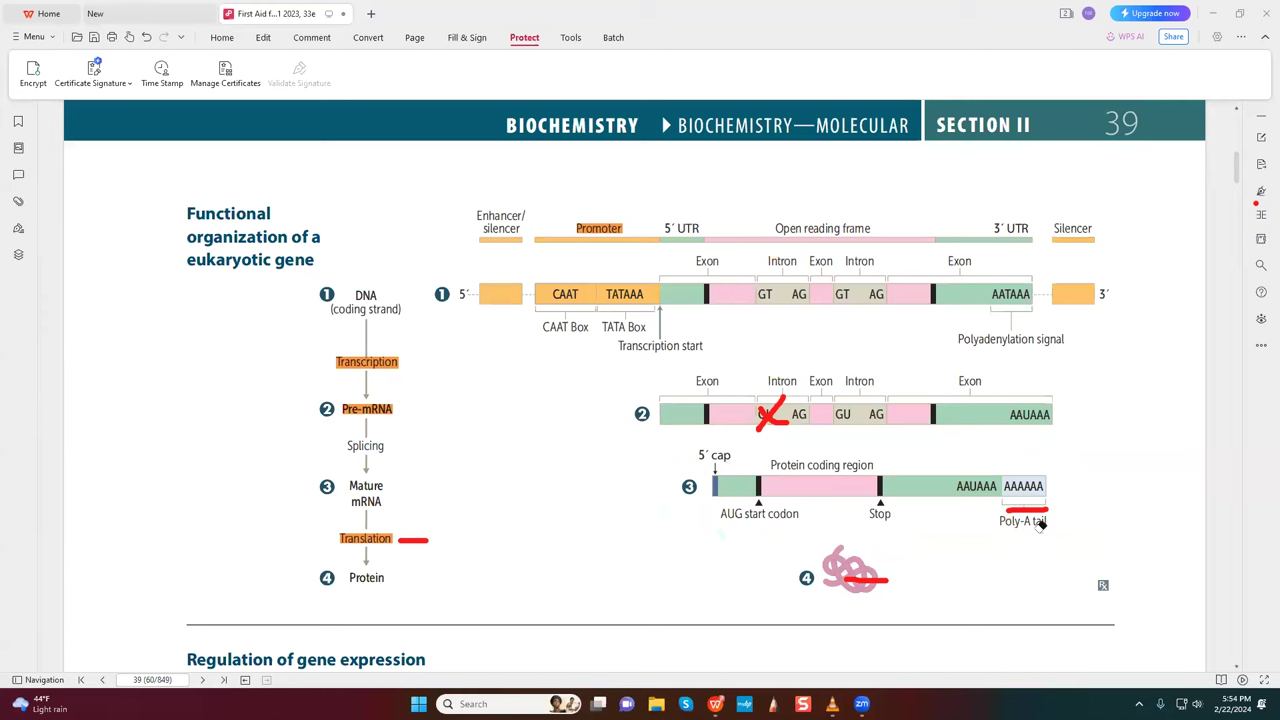 Home
New
First Aid f...1 2023, 33e
2
Upgrade now
Menu
Home
Edit
Comment
Convert
Page
Fill & Sign
Protect
Tools
Batch
WPS AI
Share
Encrypt
Certificate Signature
Time Stamp
Manage Certificates
Validate Signature
BIOCHEMISTRY
BIOCHEMISTRY—MOLECULAR
SECTION II
39
Functional
organization of a
eukaryotic gene
Enhancer/
silencer
Promoter
5′ UTR
Open reading frame
3′ UTR
Silencer
Exon
Intron
Exon
Intron
Exon
1
DNA
(coding strand)
1
5′
CAAT
TATAAA
GT
AG
GT
AG
AATAAA
3′
CAAT Box
TATA Box
Transcription start
Polyadenylation signal
Transcription
Exon
Intron
Exon
Intron
Exon
2
Pre-mRNA
2
AG
GU
AG
AAUAAA
Splicing
5′ cap
Protein coding region
3
Mature
mRNA
3
AAUAAA
AAAAAA
AUG start codon
Stop
Poly-A tail
Translation
4
Protein
4
Rx
Regulation of gene expression
Navigation
39 (60/849)
44°F
Light rain
Search
5:54 PM
2/22/2024